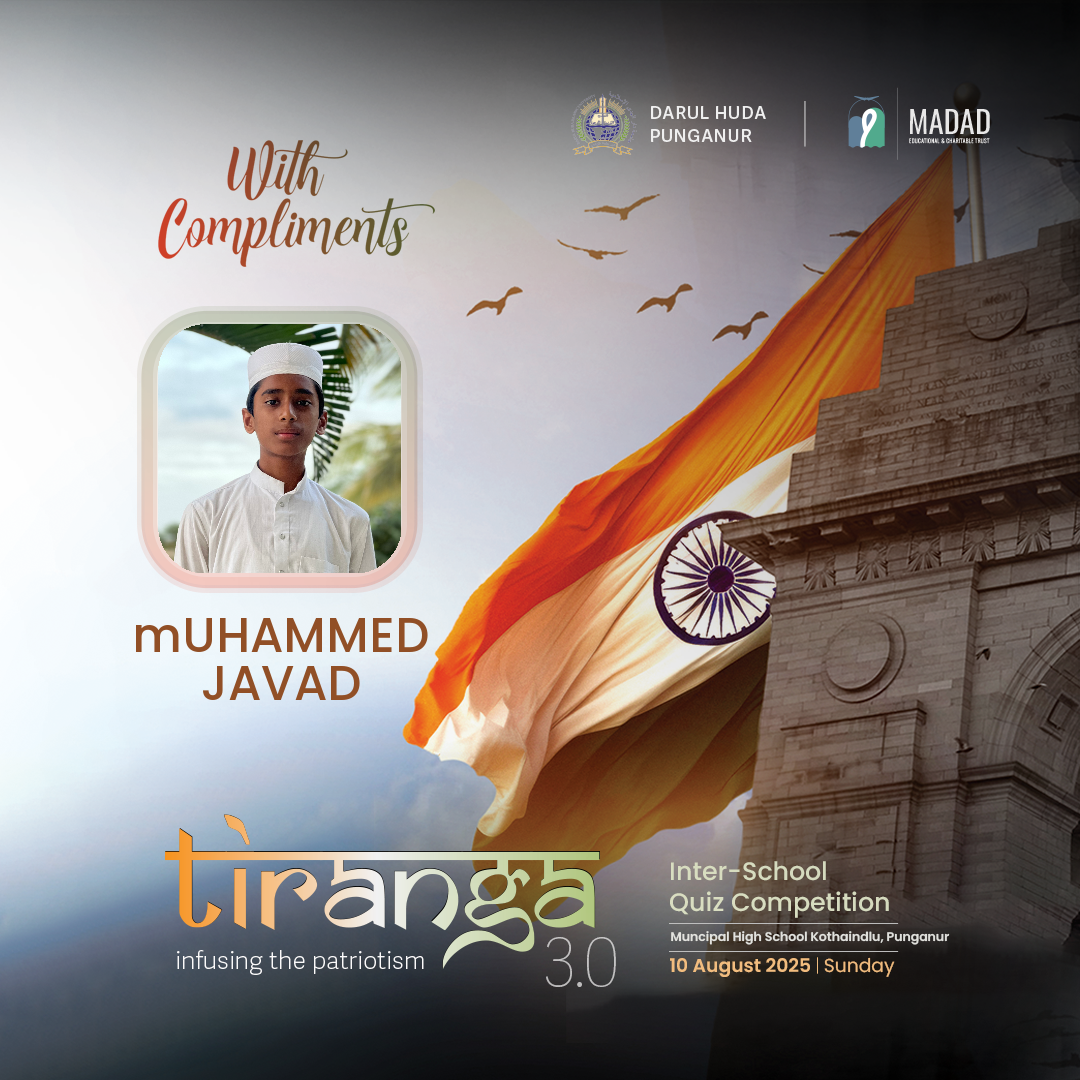 DARUL HUDA
PUNGANUR
MADAD
EDUCATIONAL & CHARITABLE TRUST
With
Compliments
mUHAMMED
JAVAD
tiranga
3.0
infusing the patriotism
Inter-School
Quiz Competition
Muncipal High School Kothaindlu, Punganur
10 August 2025 | Sunday